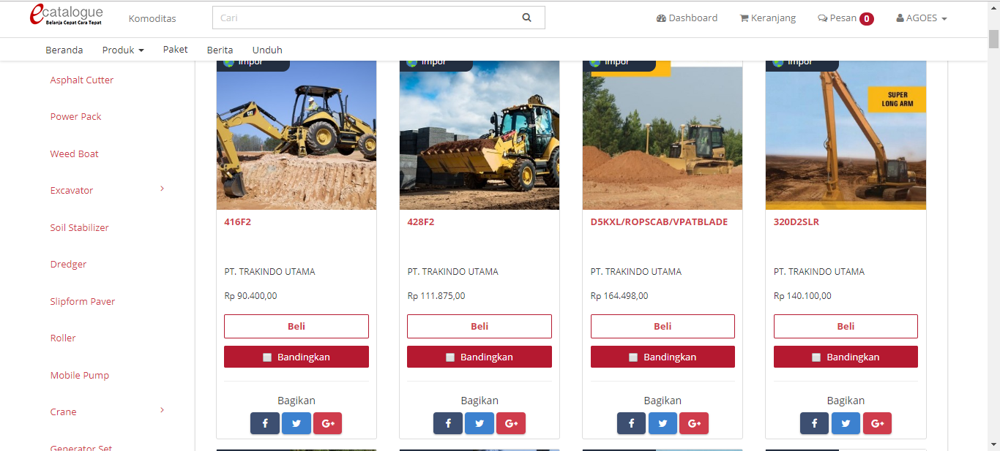 ecatalogue
Belanja Cepat Cara Tepat
Komoditas
Cari
Dashboard
Keranjang
Pesan 0
AGOES
Beranda
Produk
Paket
Berita
Unduh
Asphalt Cutter
Power Pack
Weed Boat
Excavator
Soil Stabilizer
Dredger
Slipform Paver
Roller
Mobile Pump
Crane
Generator Set
Impor
416F2
PT. TRAKINDO UTAMA
Rp 90.400,00
Beli
Bandingkan
Bagikan
Impor
428F2
PT. TRAKINDO UTAMA
Rp 111.875,00
Beli
Bandingkan
Bagikan
Impor
D5KXL/ROPSCAB/VPATBLADE
PT. TRAKINDO UTAMA
Rp 164.498,00
Beli
Bandingkan
Bagikan
Impor
SUPER
LONG ARM
320D2SLR
PT. TRAKINDO UTAMA
Rp 140.100,00
Beli
Bandingkan
Bagikan